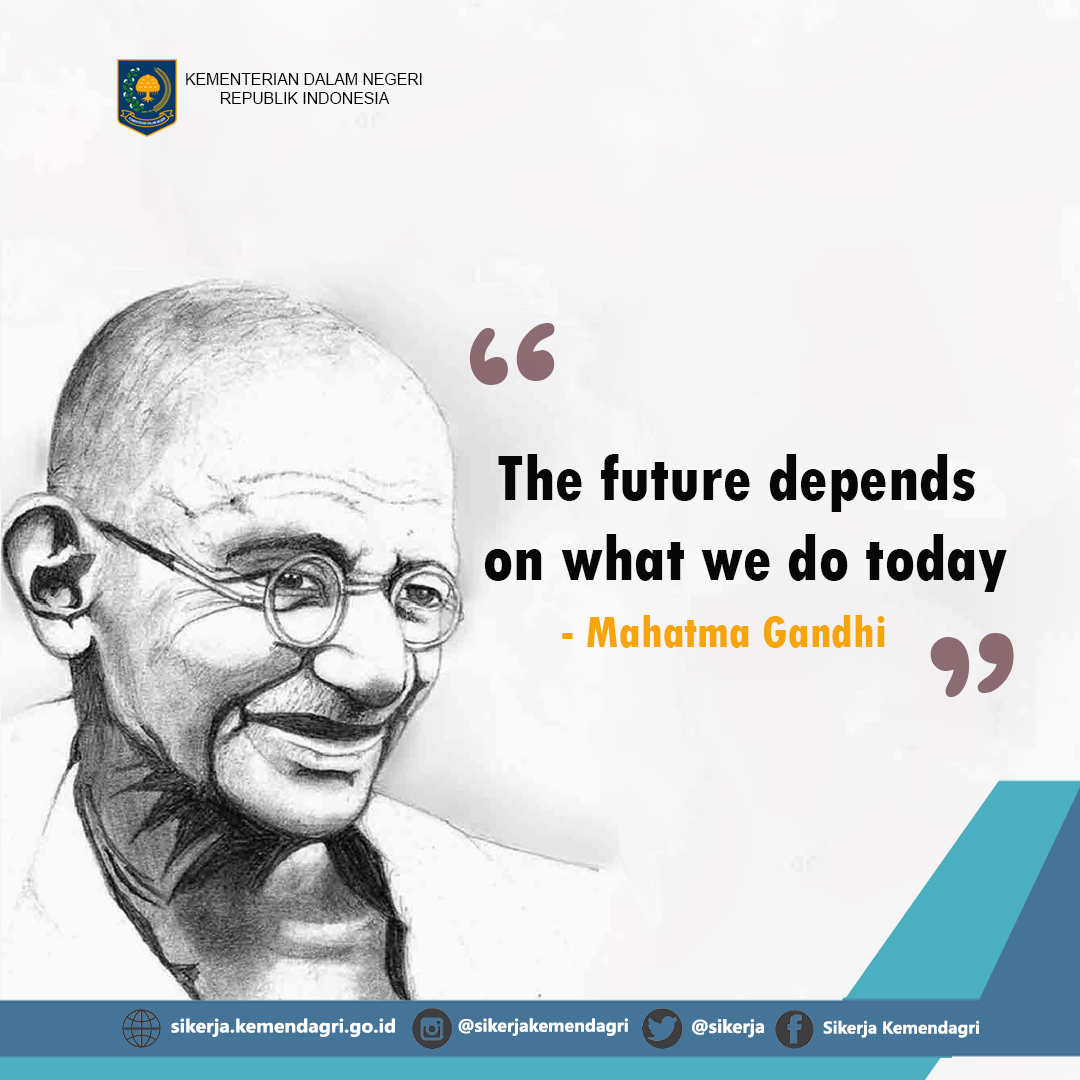 KEMENTERIAN DALAM NEGERI
REPUBLIK INDONESIA
“
The future depends
on what we do today
- Mahatma Gandhi
”
sikerja.kemendagri.go.id @sikerjakemendagri @sikerja Sikerja Kemendagri